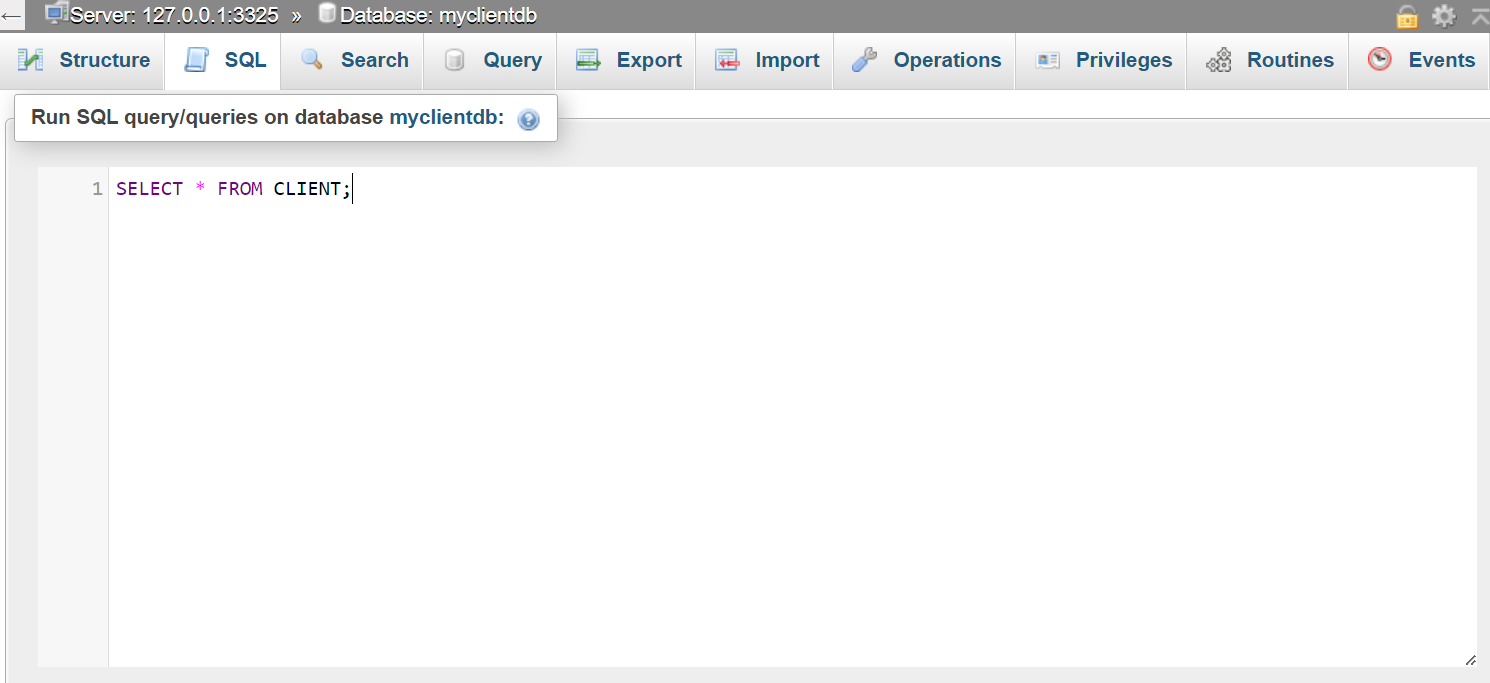 Server: 127.0.0.1:3325 » Database: myclientdb
Structure SQL Search Query Export Import Operations Privileges Routines Events
Run SQL query/queries on database myclientdb:
1 SELECT * FROM CLIENT;